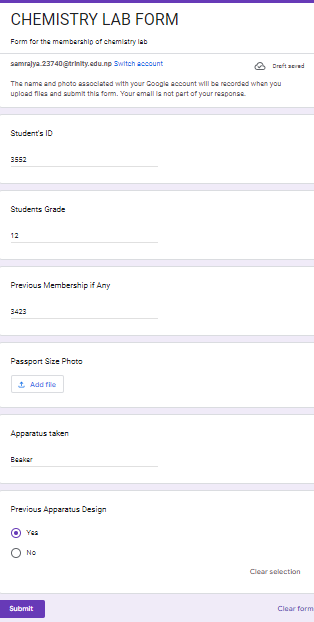 CHEMISTRY LAB FORM
Form for the membership of chemistry lab
samrajya.23740@trinity.edu.np Switch account
Draft saved
The name and photo associated with your Google account will be recorded when you
upload files and submit this form. Your email is not part of your response.
Student's ID
3552
Students Grade
12
Previous Membership if Any
3423
Passport Size Photo
Add file
Apparatus taken
Beaker
Previous Apparatus Design
Yes
No
Clear selection
Submit
Clear form